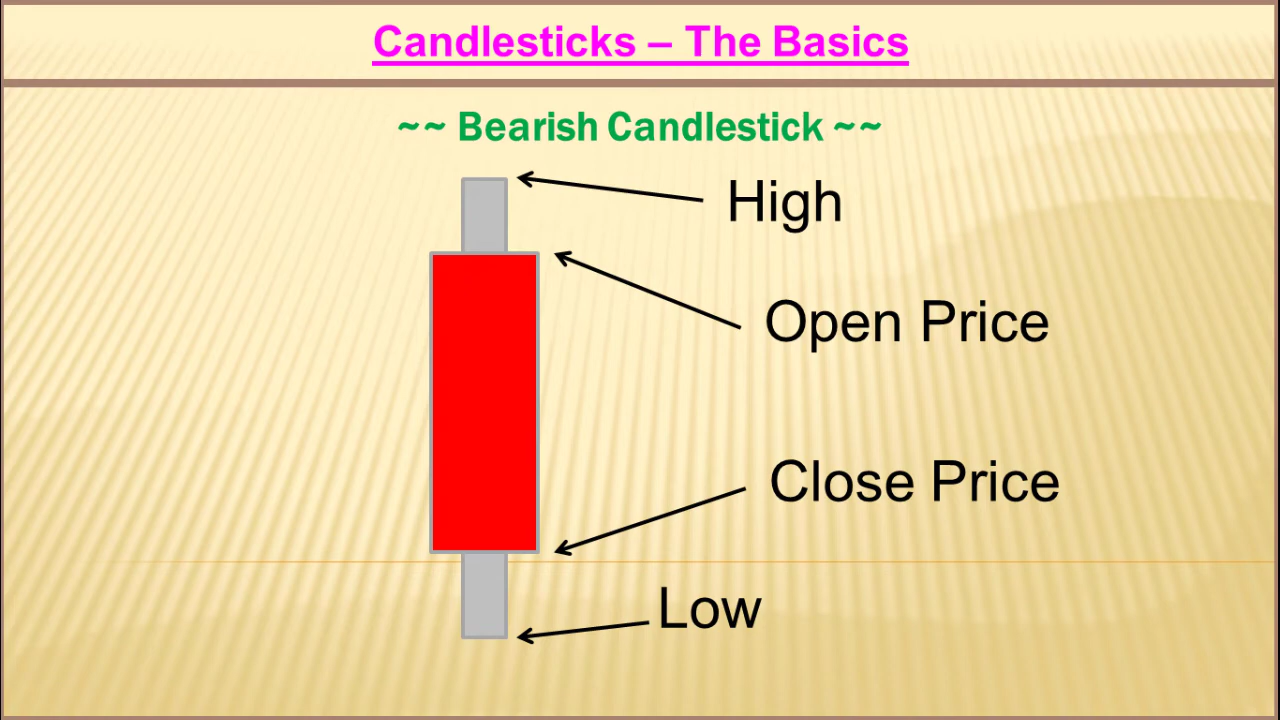 Candlesticks – The Basics
~~ Bearish Candlestick ~~
High
Open Price
Close Price
Low